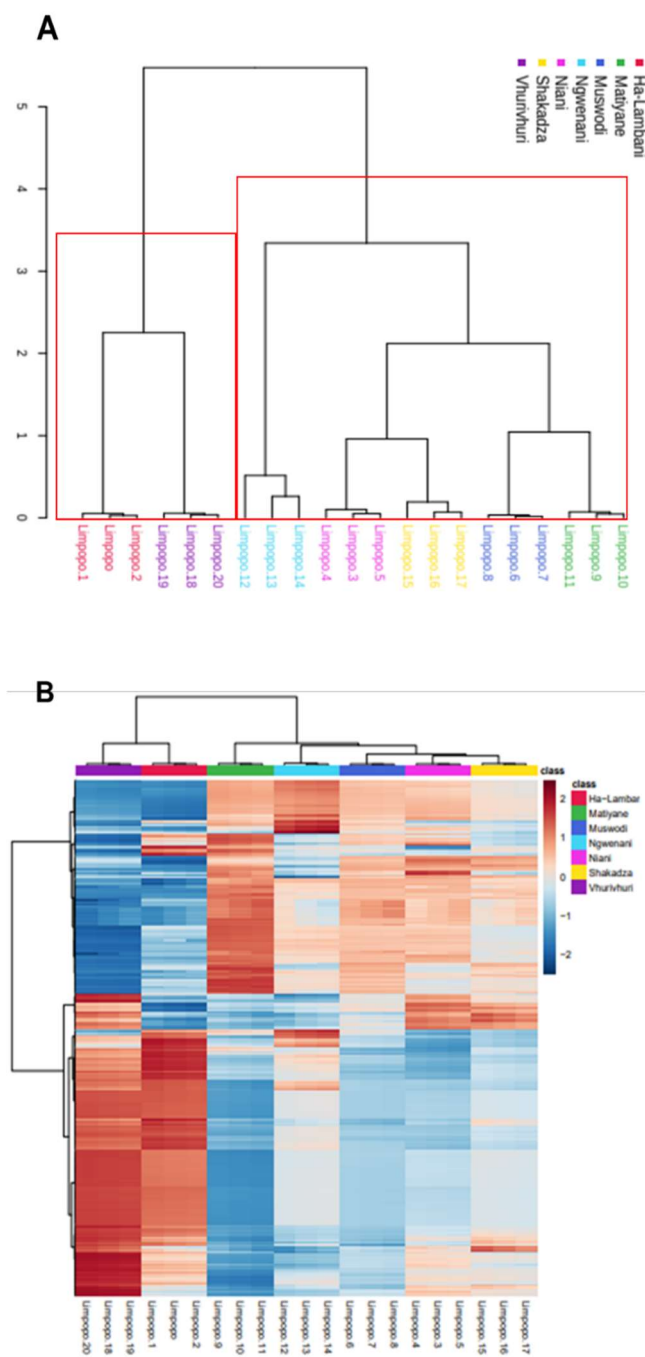 A
Ha-Lambani
Matiyane
Muswodi
Ngwenani
Niani
Shakadza
Vhurivhuri
5
4
3
2
1
0
Limpopo.1
Limpopo
Limpopo.2
Limpopo.19
Limpopo.18
Limpopo.20
Limpopo.12
Limpopo.13
Limpopo.14
Limpopo.4
Limpopo.3
Limpopo.5
Limpopo.15
Limpopo.16
Limpopo.17
Limpopo.8
Limpopo.6
Limpopo.7
Limpopo.11
Limpopo.9
Limpopo.10
B
class
2
1
0
−1
−2
class
Ha−Lambar
Matiyane
Muswodi
Ngwenani
Niani
Shakadza
Vhurivhuri
Limpopo.20
Limpopo.18
Limpopo.19
Limpopo.1
Limpopo
Limpopo.2
Limpopo.9
Limpopo.10
Limpopo.11
Limpopo.12
Limpopo.13
Limpopo.14
Limpopo.6
Limpopo.7
Limpopo.8
Limpopo.4
Limpopo.3
Limpopo.5
Limpopo.15
Limpopo.16
Limpopo.17